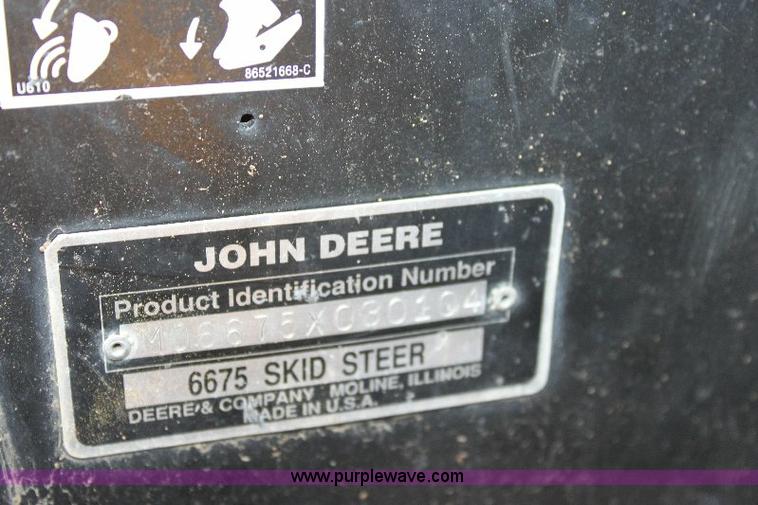 U610
86521668-C
JOHN DEERE
Product Identification Number
M06675X030104
6675 SKID STEER
DEERE & COMPANY MOLINE, ILLINOIS
MADE IN U.S.A.
www.purplewave.com